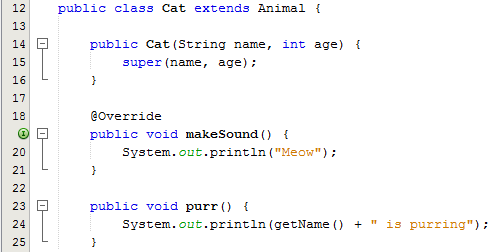 12 public class Cat extends Animal {
13
14 public Cat(String name, int age) {
15 super(name, age);
16 }
17
18 @Override
public void makeSound() {
20 System.out.println("Meow");
21 }
22
23 public void purr() {
24 System.out.println(getName() + " is purring");
25 }